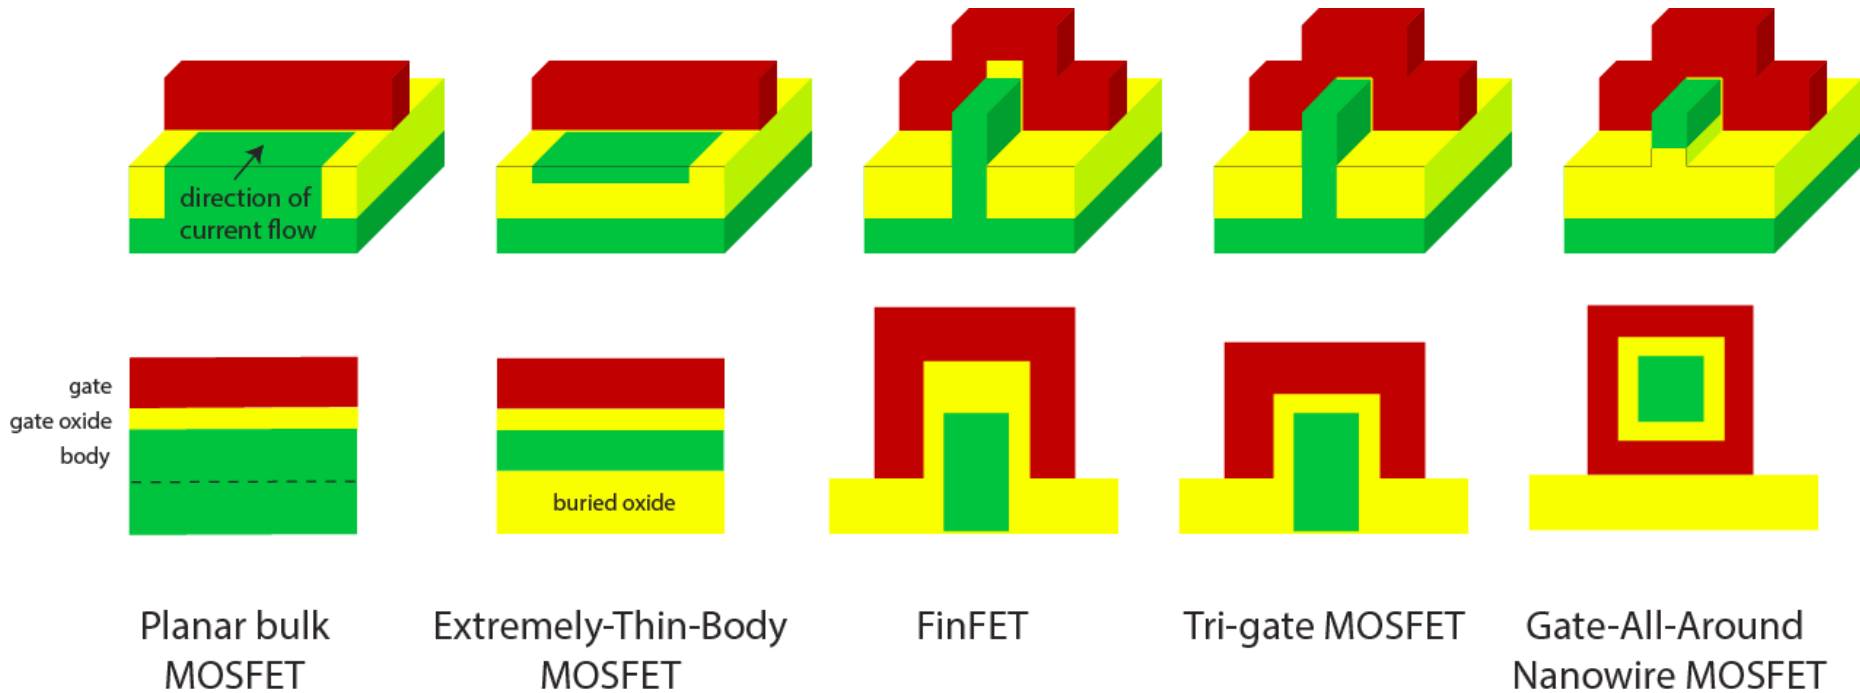 direction of
current flow
gate
gate oxide
body
buried oxide
Planar bulk
MOSFET
Extremely-Thin-Body
MOSFET
FinFET
Tri-gate MOSFET
Gate-All-Around
Nanowire MOSFET